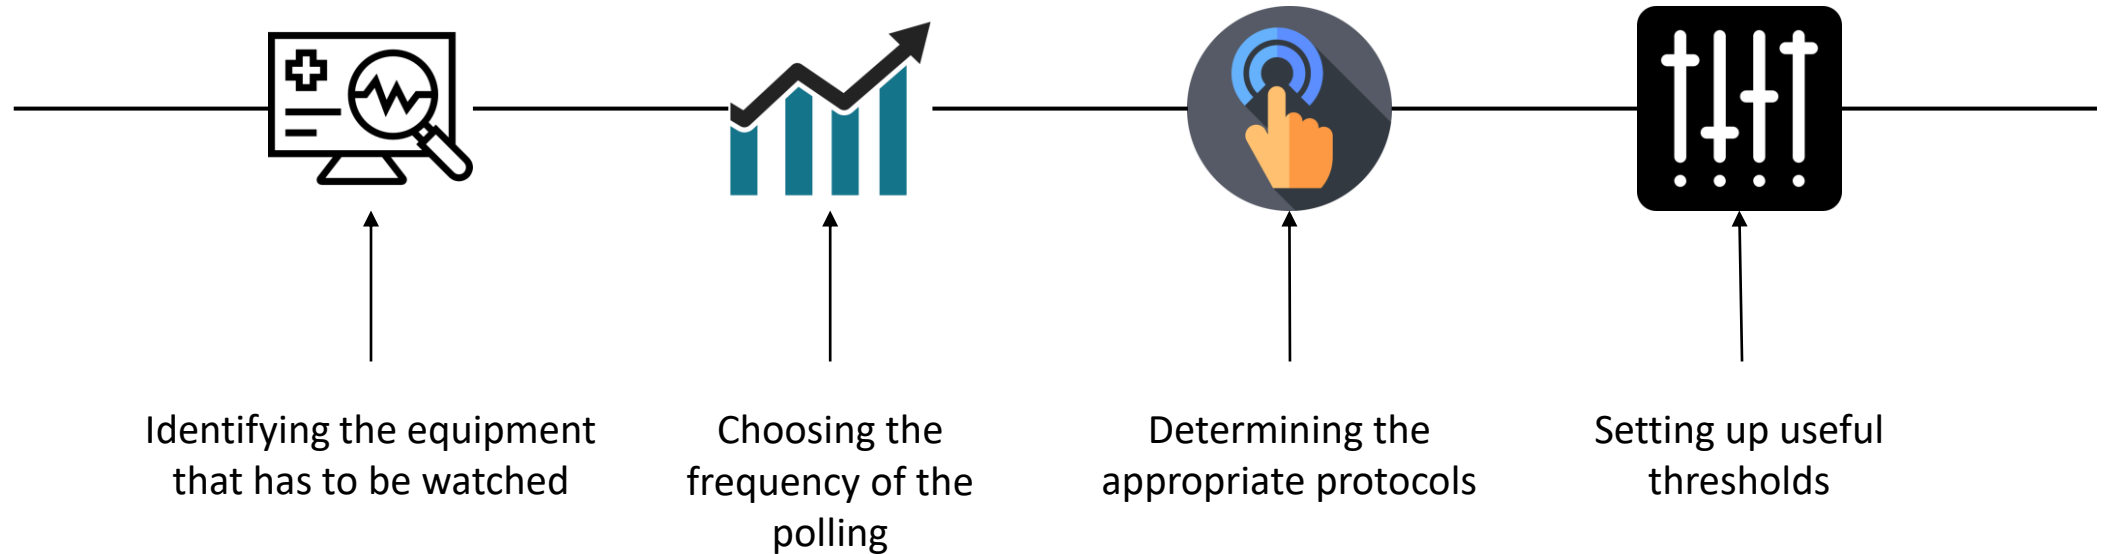 Identifying the equipment
that has to be watched
Choosing the
frequency of the
polling
Determining the
appropriate protocols
Setting up useful
thresholds